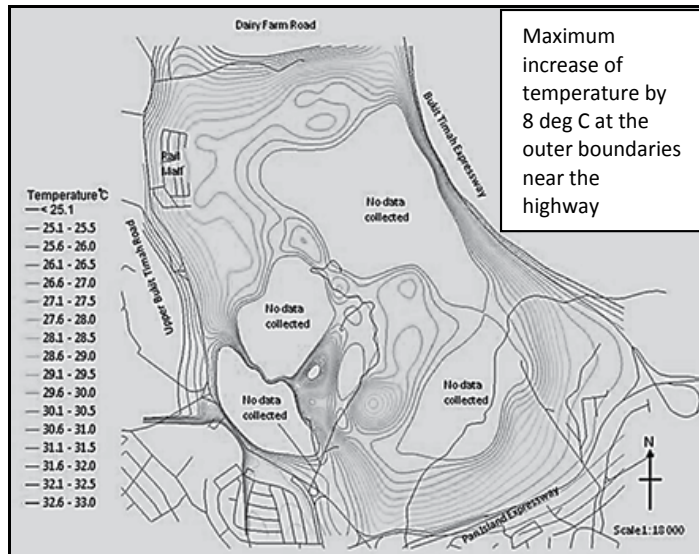 Dairy Farm Road
Maximum
increase of
temperature by
8 deg C at the
outer boundaries
near the
highway
Bukit Timah Expressway
Rail
Mall
Temperature°C
< 25.1
25.1 - 25.5
25.6 - 26.0
26.1 - 26.5
26.6 - 27.0
27.1 - 27.5
27.6 - 28.0
28.1 - 28.5
28.6 - 29.0
29.1 - 29.5
29.6 - 30.0
30.1 - 30.5
30.6 - 31.0
31.1 - 31.5
31.6 - 32.0
32.1 - 32.5
32.6 - 33.0
Upper Bukit Timah Road
No data
collected
No data
collected
No data
collected
No data
collected
Pan Island Expressway
N
Scale1:18000